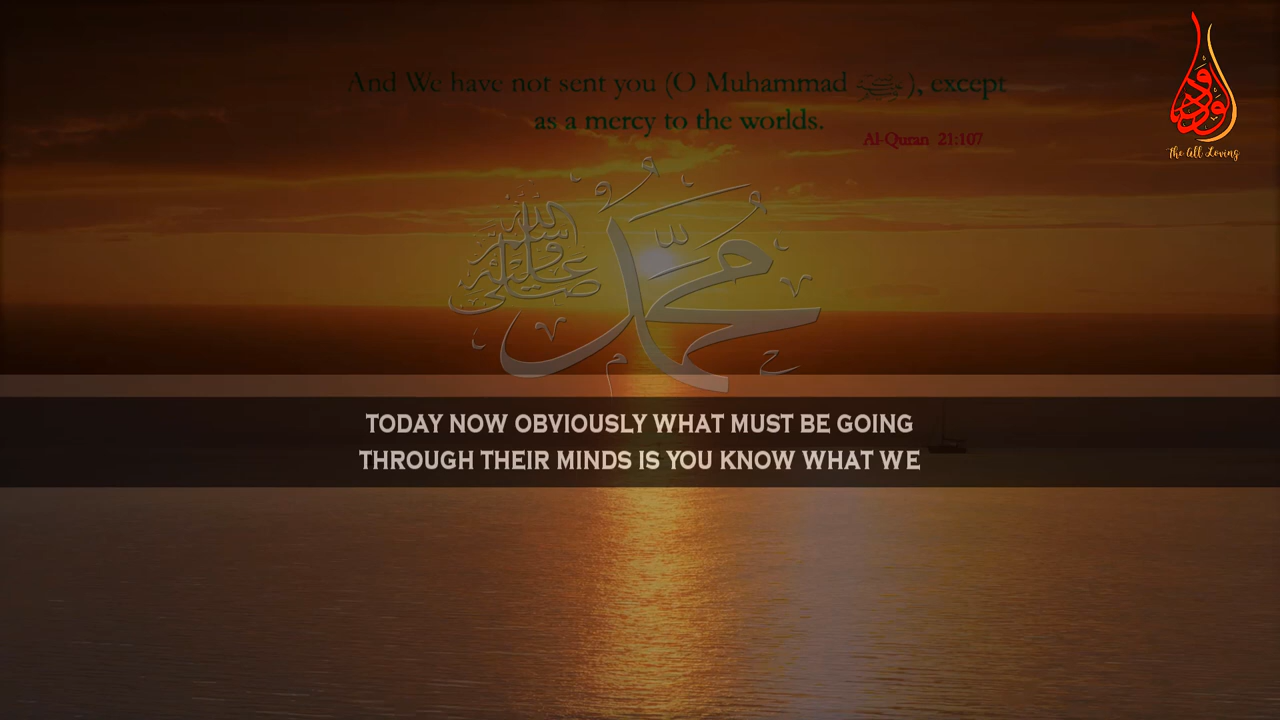 And We have not sent you (O Muhammad ﷺ), except
as a mercy to the worlds.
Al-Quran 21:107
محمد
صلى الله عليه وسلم
The All Loving
TODAY NOW OBVIOUSLY WHAT MUST BE GOING
THROUGH THEIR MINDS IS YOU KNOW WHAT WE